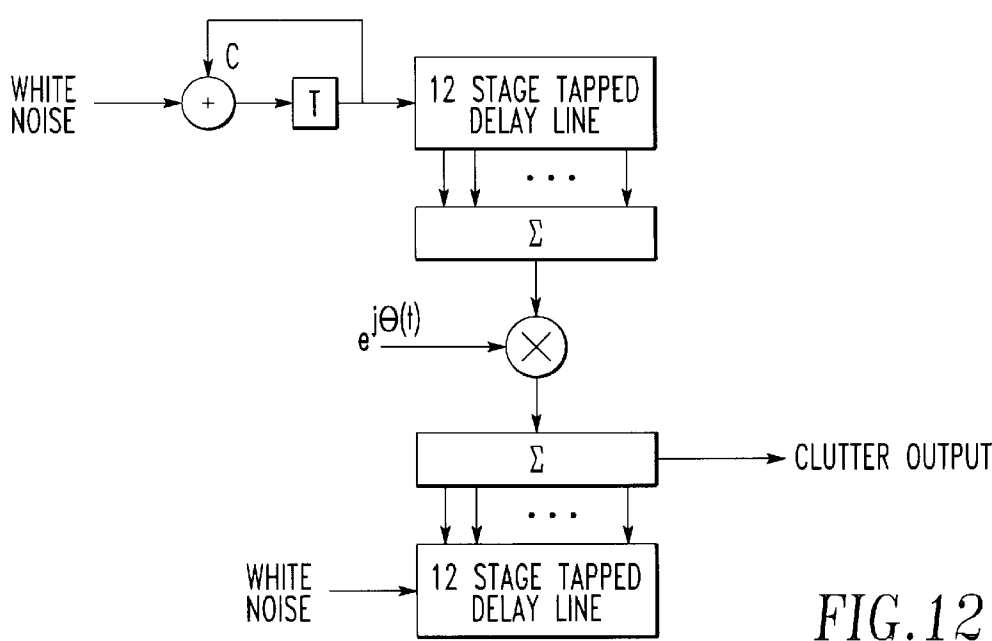 C
WHITE
NOISE
+
T
12 STAGE TAPPED
DELAY LINE
• • •
Σ
e^jΘ(t)
×
Σ
CLUTTER OUTPUT
• • •
WHITE
NOISE
12 STAGE TAPPED
DELAY LINE
FIG.12